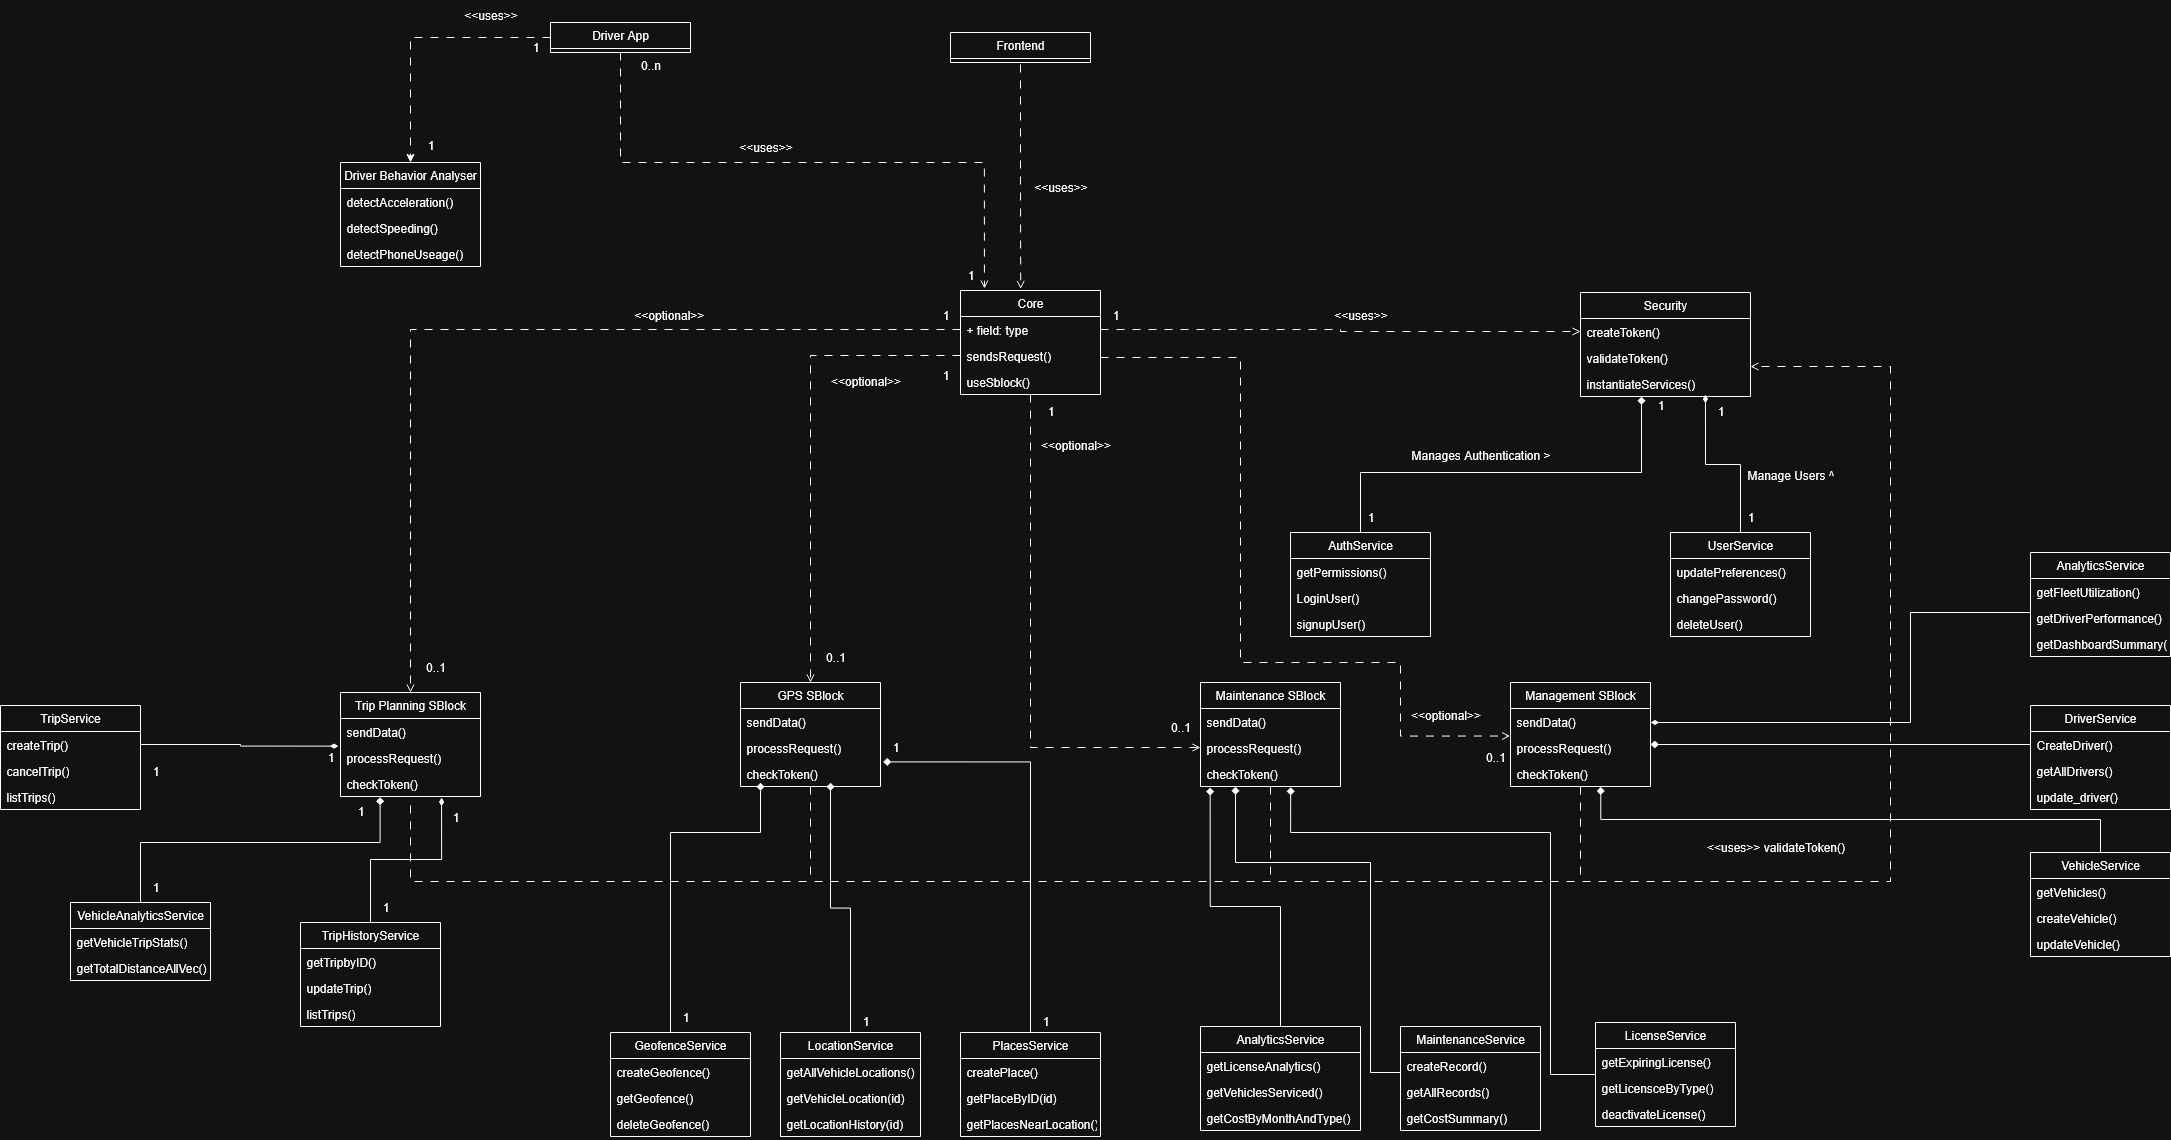 <<uses>>
Driver App
1
0..n
Frontend
<<uses>>
<<uses>>
1
Driver Behavior Analyser
detectAcceleration()
detectSpeeding()
detectPhoneUseage()
1
Core
+ field: type
sendsRequest()
useSblock()
1
<<optional>>
1
<<optional>>
1
<<optional>>
1
<<uses>>
Security
createToken()
validateToken()
instantiateServices()
1
1
Manages Authentication >
Manage Users ^
1
1
AuthService
getPermissions()
LoginUser()
signupUser()
UserService
updatePreferences()
changePassword()
deleteUser()
AnalyticsService
getFleetUtilization()
getDriverPerformance()
getDashboardSummary(
0..1
0..1
0..1
<<optional>>
0..1
TripService
createTrip()
cancelTrip()
listTrips()
1
1
Trip Planning SBlock
sendData()
processRequest()
checkToken()
1
1
GPS SBlock
sendData()
processRequest()
checkToken()
1
Maintenance SBlock
sendData()
processRequest()
checkToken()
Management SBlock
sendData()
processRequest()
checkToken()
DriverService
CreateDriver()
getAllDrivers()
update_driver()
<<uses>> validateToken()
VehicleService
getVehicles()
createVehicle()
updateVehicle()
1
VehicleAnalyticsService
getVehicleTripStats()
getTotalDistanceAllVec()
1
TripHistoryService
getTripbyID()
updateTrip()
listTrips()
1
GeofenceService
createGeofence()
getGeofence()
deleteGeofence()
1
LocationService
getAllVehicleLocations()
getVehicleLocation(id)
getLocationHistory(id)
1
PlacesService
createPlace()
getPlaceByID(id)
getPlacesNearLocation()
AnalyticsService
getLicenseAnalytics()
getVehiclesServiced()
getCostByMonthAndType()
MaintenanceService
createRecord()
getAllRecords()
getCostSummary()
LicenseService
getExpiringLicense()
getLicensceByType()
deactivateLicense()